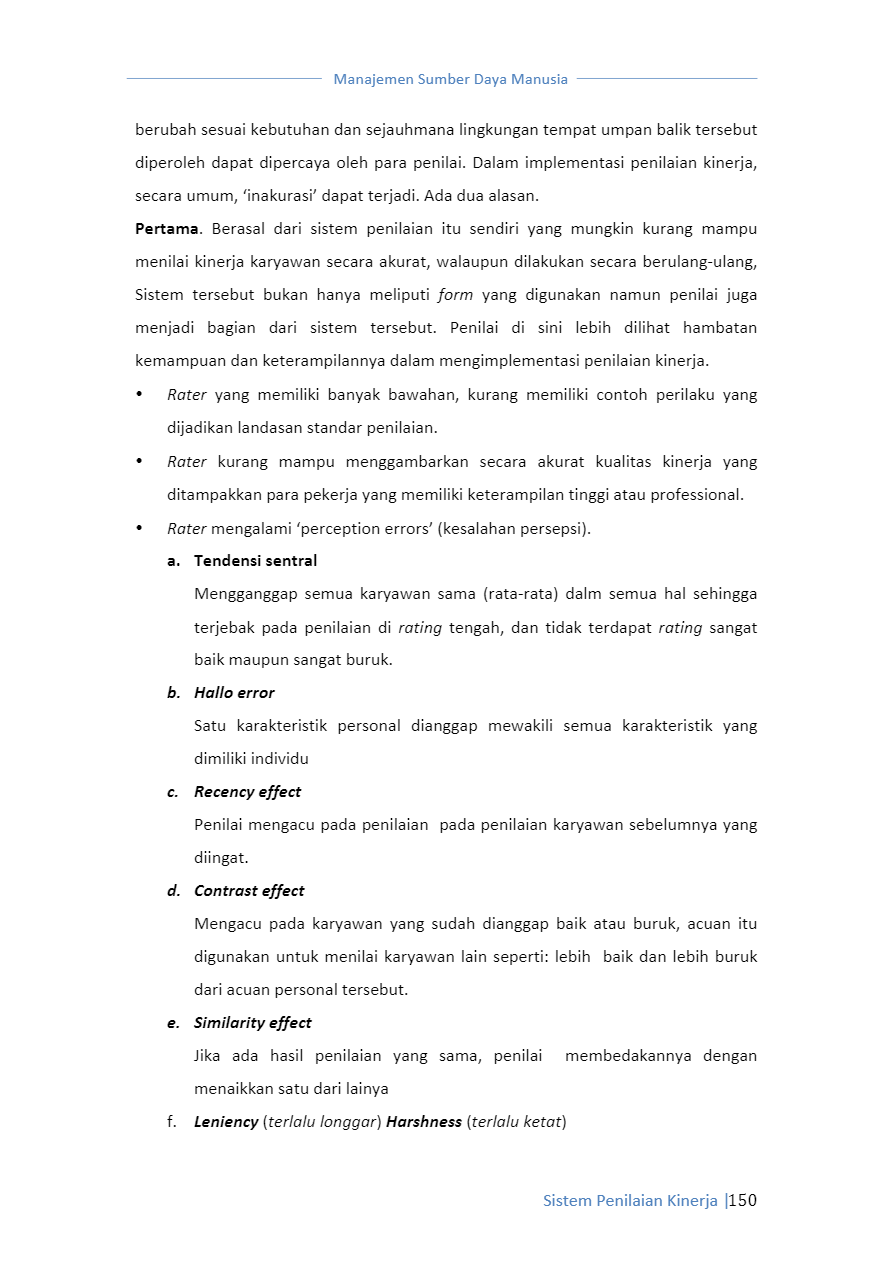 Manajemen Sumber Daya Manusia
berubah sesuai kebutuhan dan sejauhmana lingkungan tempat umpan balik tersebut
diperoleh dapat dipercaya oleh para penilai. Dalam implementasi penilaian kinerja,
secara umum, ‘inakurasi’ dapat terjadi. Ada dua alasan.
Pertama. Berasal dari sistem penilaian itu sendiri yang mungkin kurang mampu
menilai kinerja karyawan secara akurat, walaupun dilakukan secara berulang-ulang,
Sistem tersebut bukan hanya meliputi form yang digunakan namun penilai juga
menjadi bagian dari sistem tersebut. Penilai di sini lebih dilihat hambatan
kemampuan dan keterampilannya dalam mengimplementasi penilaian kinerja.
• Rater yang memiliki banyak bawahan, kurang memiliki contoh perilaku yang
dijadikan landasan standar penilaian.
• Rater kurang mampu menggambarkan secara akurat kualitas kinerja yang
ditampakkan para pekerja yang memiliki keterampilan tinggi atau professional.
• Rater mengalami ‘perception errors’ (kesalahan persepsi).
a. Tendensi sentral
Mengganggap semua karyawan sama (rata-rata) dalm semua hal sehingga
terjebak pada penilaian di rating tengah, dan tidak terdapat rating sangat
baik maupun sangat buruk.
b. Hallo error
Satu karakteristik personal dianggap mewakili semua karakteristik yang
dimiliki individu
c. Recency effect
Penilai mengacu pada penilaian pada penilaian karyawan sebelumnya yang
diingat.
d. Contrast effect
Mengacu pada karyawan yang sudah dianggap baik atau buruk, acuan itu
digunakan untuk menilai karyawan lain seperti: lebih baik dan lebih buruk
dari acuan personal tersebut.
e. Similarity effect
Jika ada hasil penilaian yang sama, penilai membedakannya dengan
menaikkan satu dari lainya
f. Leniency (terlalu longgar) Harshness (terlalu ketat)
Sistem Penilaian Kinerja |150